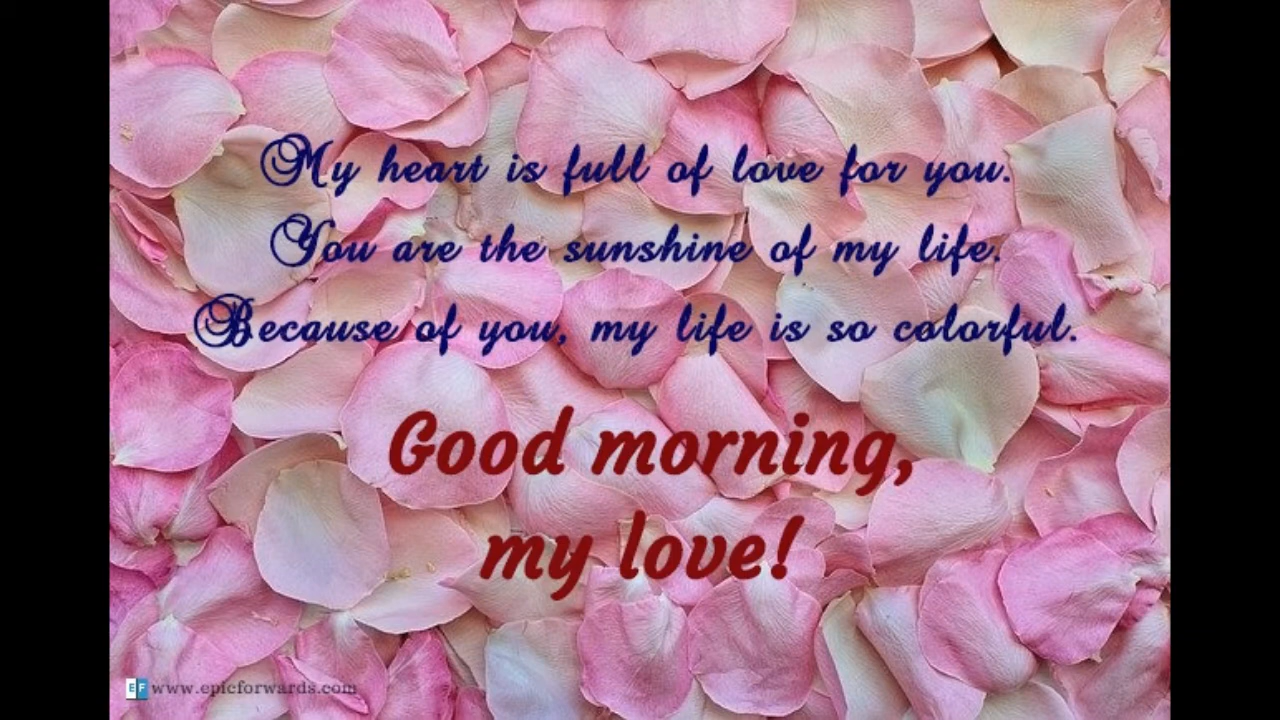 My heart is full of love for you.
You are the sunshine of my life.
Because of you, my life is so colorful.
Good morning,
my love!
EF www.epicforwards.com